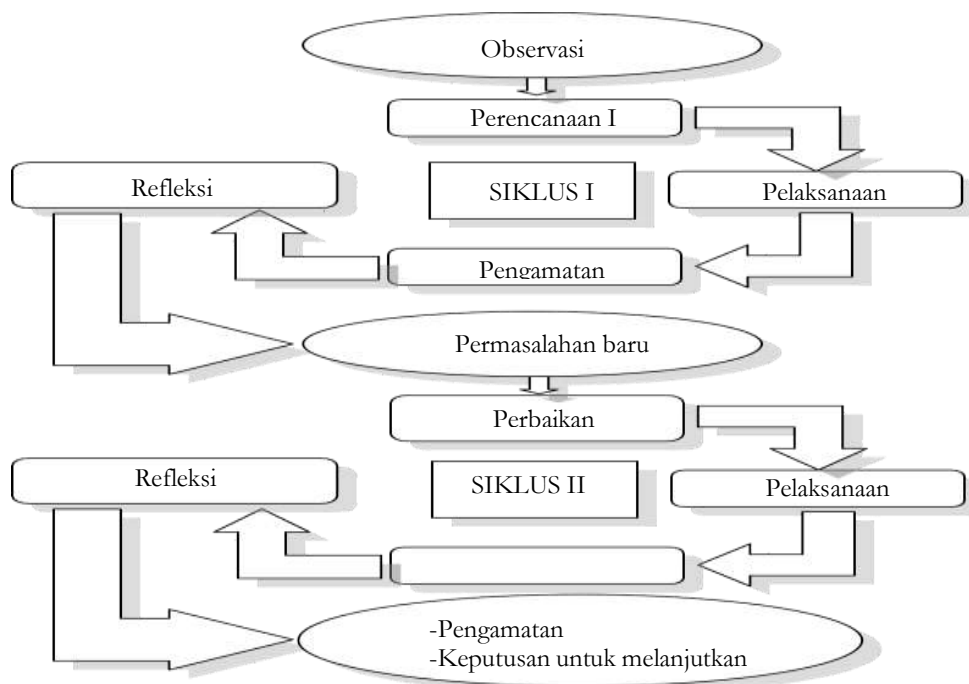 Observasi
Perencanaan I
Refleksi
SIKLUS I
Pelaksanaan
Pengamatan
Permasalahan baru
Perbaikan
Refleksi
SIKLUS II
Pelaksanaan
-Pengamatan
-Keputusan untuk melanjutkan